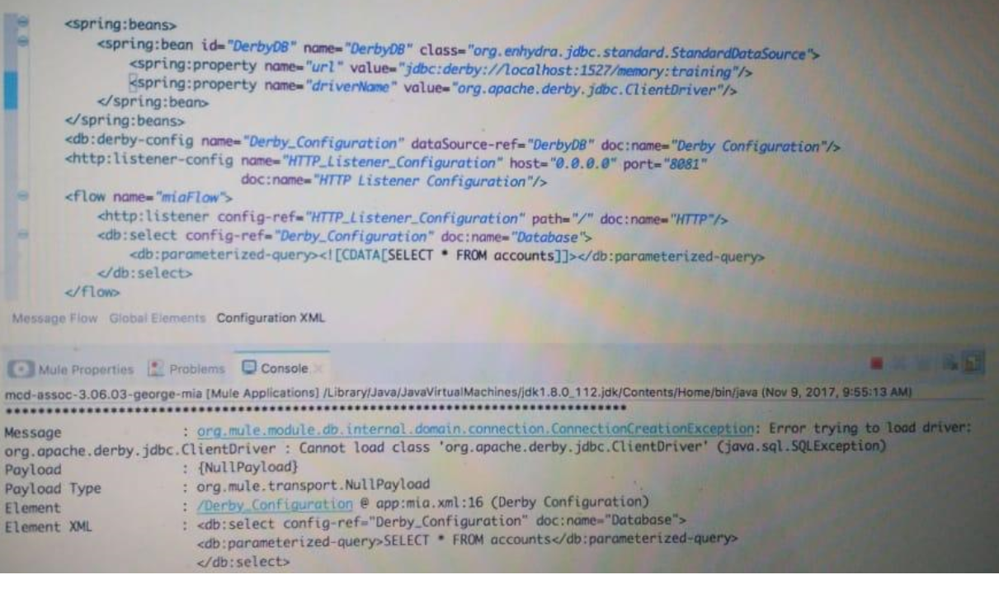 <spring:beans>
<spring:bean id="DerbyDB" name="DerbyDB" class="org.enhydra.jdbc.standard.StandardDataSource">
<spring:property name="url" value="jdbc:derby://localhost:1527/memory:training"/>
<spring:property name="driverName" value="org.apache.derby.jdbc.ClientDriver"/>
</spring:bean>
</spring:beans>
<db:derby-config name="Derby_Configuration" dataSource-ref="DerbyDB" doc:name="Derby Configuration"/>
<http:listener-config name="HTTP_Listener_Configuration" host="0.0.0.0" port="8081"
doc:name="HTTP Listener Configuration"/>
<flow name="miaFlow">
<http:listener config-ref="HTTP_Listener_Configuration" path="/" doc:name="HTTP"/>
<db:select config-ref="Derby_Configuration" doc:name="Database">
<db:parameterized-query><![CDATA[SELECT * FROM accounts]]></db:parameterized-query>
</db:select>
</flow>
Message Flow Global Elements Configuration XML
Mule Properties Problems Console
mcd-assoc-3.06.03-george-mia [Mule Applications] /Library/Java/JavaVirtualMachines/jdk1.8.0_112.jdk/Contents/Home/bin/java (Nov 9, 2017, 9:55:13 AM)
Message : org.mule.module.db.internal.domain.connection.ConnectionCreationException: Error trying to load driver:
org.apache.derby.jdbc.ClientDriver : Cannot load class 'org.apache.derby.jdbc.ClientDriver' (java.sql.SQLException)
Payload : {NullPayload}
Payload Type : org.mule.transport.NullPayload
Element : /Derby_Configuration @ app:mia.xml:16 (Derby Configuration)
Element XML : <db:select config-ref="Derby_Configuration" doc:name="Database">
<db:parameterized-query>SELECT * FROM accounts</db:parameterized-query>
</db:select>